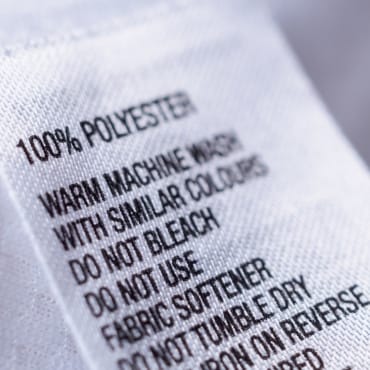 100% POLYESTER
WARM MACHINE WASH
WITH SIMILAR COLOURS
DO NOT BLEACH
DO NOT USE
FABRIC SOFTENER
DO NOT TUMBLE DRY
IRON ON REVERSE